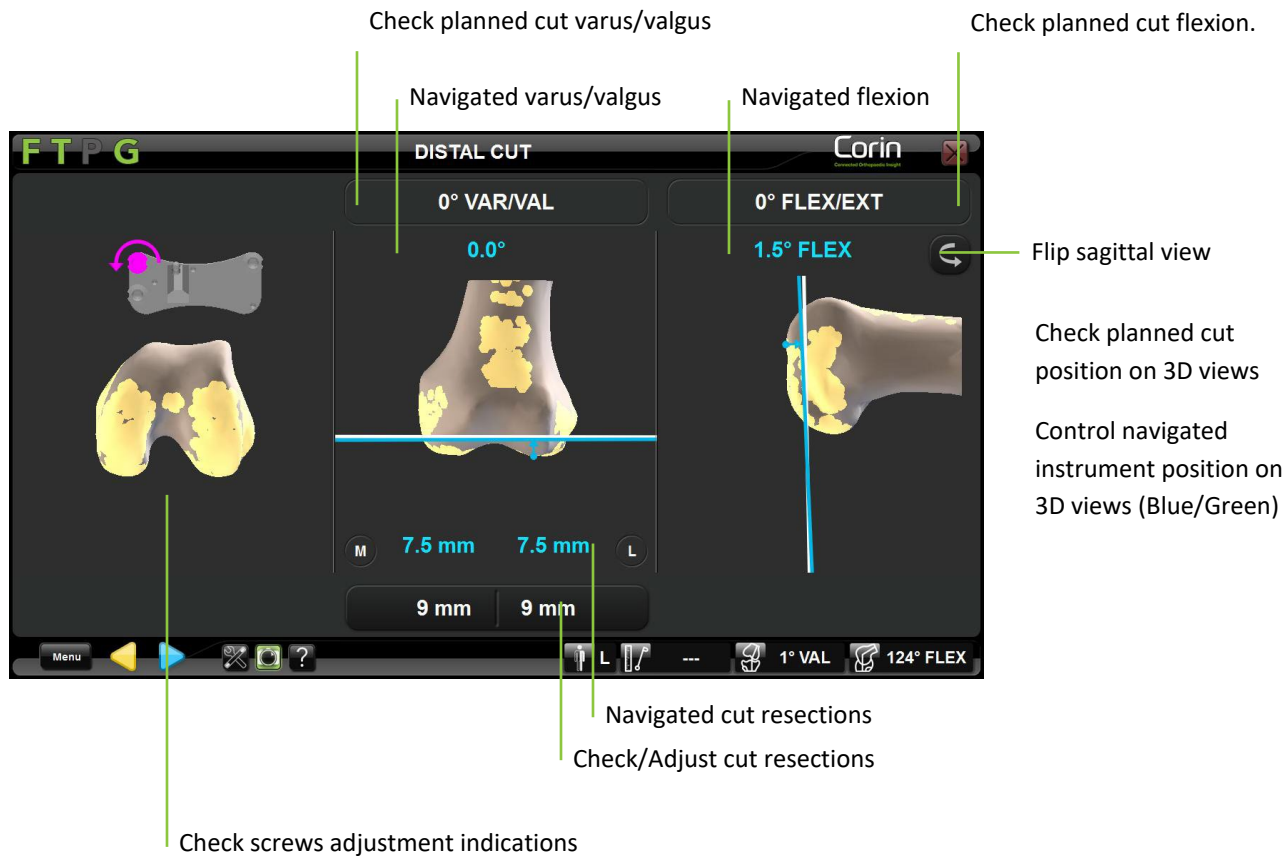 Check planned cut varus/valgus
Check planned cut flexion.
Navigated varus/valgus
Navigated flexion
F T P G
DISTAL CUT
Corin
Connected Orthopaedic Insight
0° VAR/VAL
0° FLEX/EXT
0.0°
1.5° FLEX
Flip sagittal view
Check planned cut
position on 3D views
Control navigated
instrument position on
3D views (Blue/Green)
M
7.5 mm
7.5 mm
L
9 mm
9 mm
Menu
?
L
---
1° VAL
124° FLEX
Navigated cut resections
Check/Adjust cut resections
Check screws adjustment indications